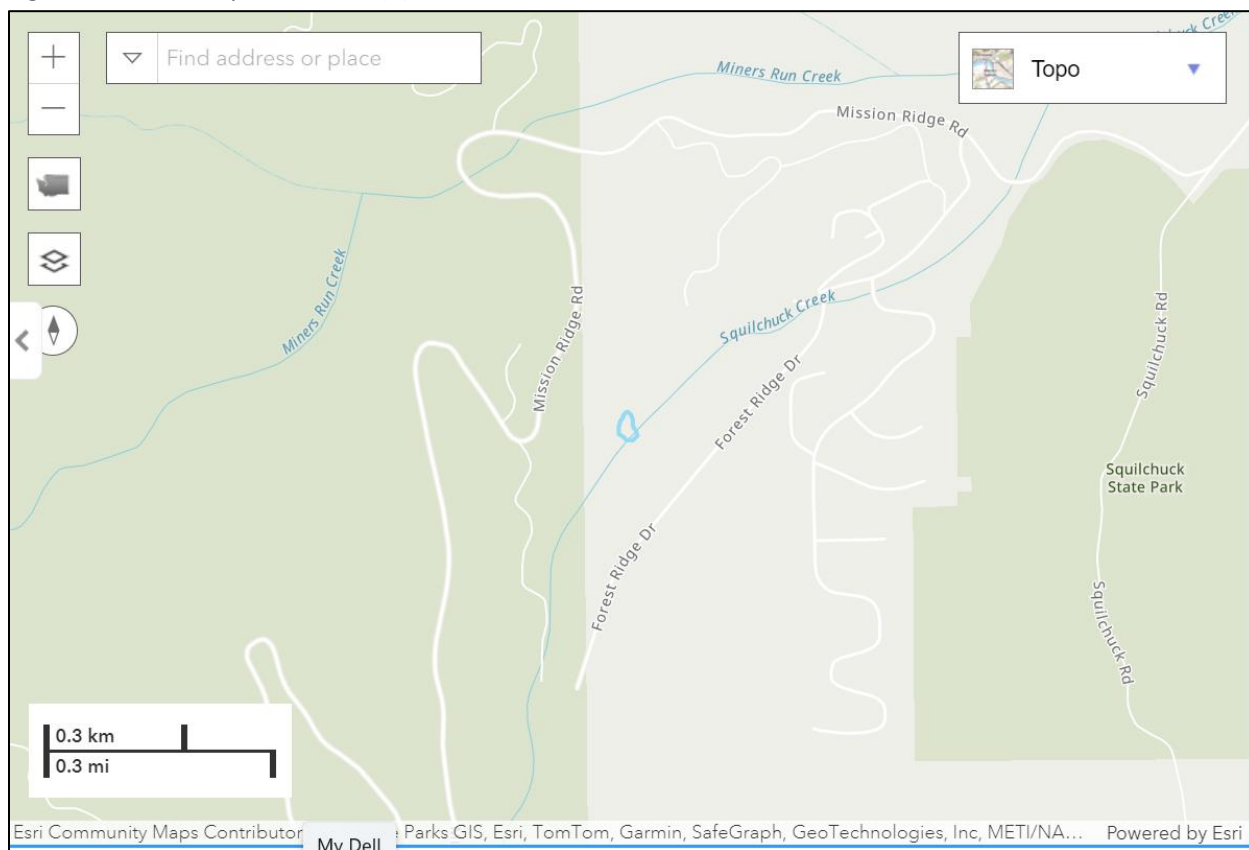 Find address or place
Topo
Miners Run Creek
Mission Ridge Rd
Miners Run Creek
Mission Ridge Rd
Squilchuck Creek
Forest Ridge Dr
Squilchuck Rd
Squilchuck
State Park
Forest Ridge Dr
Squilchuck Rd
0.3 km
0.3 mi
Esri Community Maps Contributor
Parks GIS, Esri, TomTom, Garmin, SafeGraph, GeoTechnologies, Inc, METI/NA...
Powered by Esri
My Dell